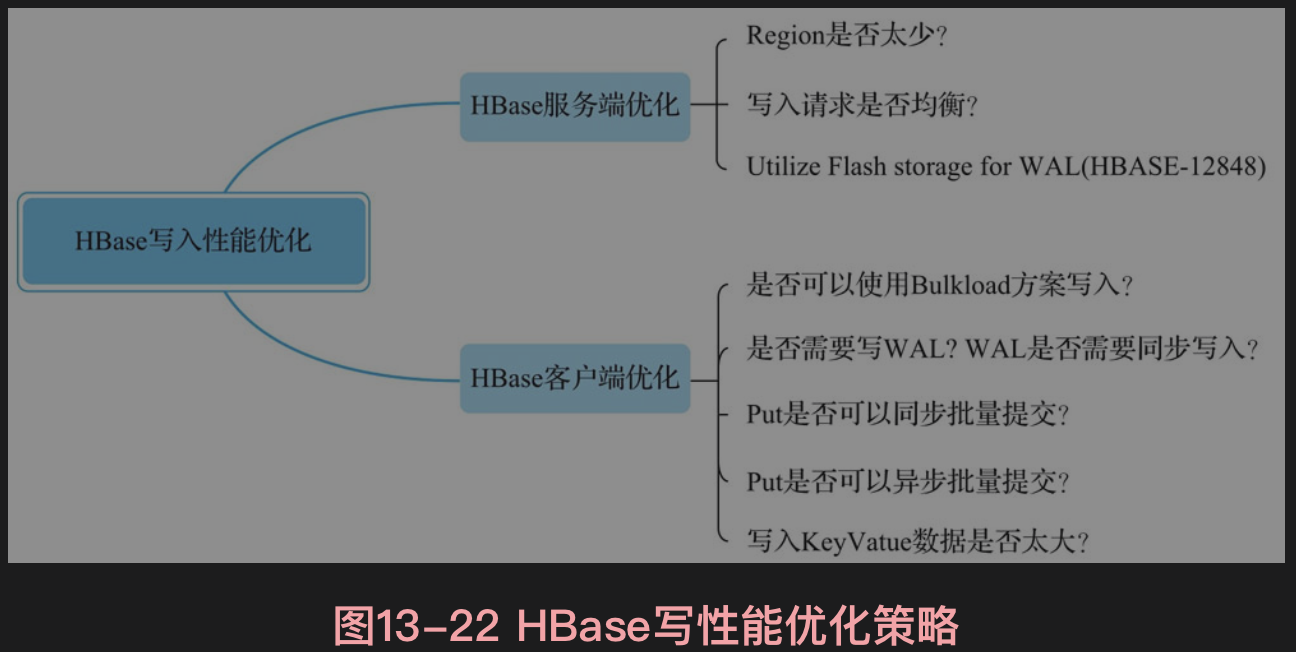 HBase写入性能优化
HBase服务端优化
Region是否太少?
写入请求是否均衡?
Utilize Flash storage for WAL(HBASE-12848)
HBase客户端优化
是否可以使用Bulkload方案写入?
是否需要写WAL? WAL是否需要同步写入?
Put是否可以同步批量提交?
Put是否可以异步批量提交?
写入KeyVatue数据是否太大?
图13-22 HBase写性能优化策略